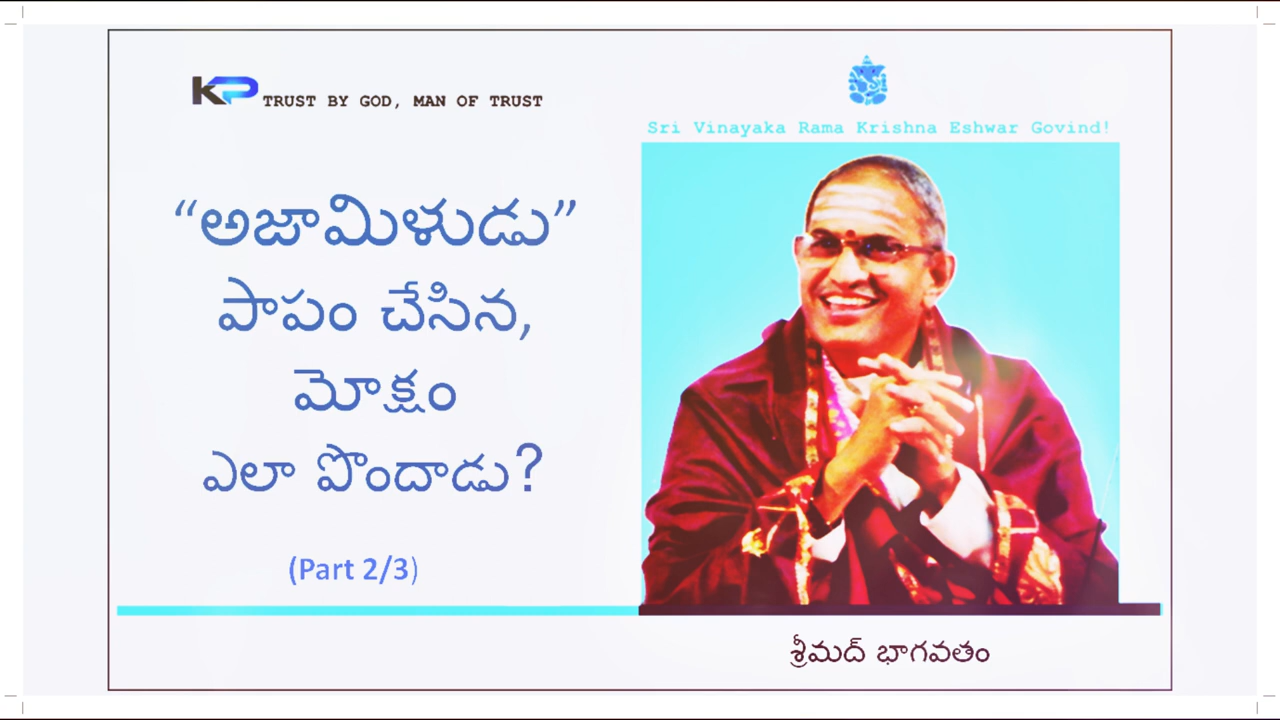 KP TRUST BY GOD, MAN OF TRUST
Sri Vinayaka Rama Krishna Eshwar Govind!
“అజామిళుడు”
పాపం చేసిన,
మోక్షం
ఎలా పొందాడు?
(Part 2/3)
శ్రీమద్ భాగవతం